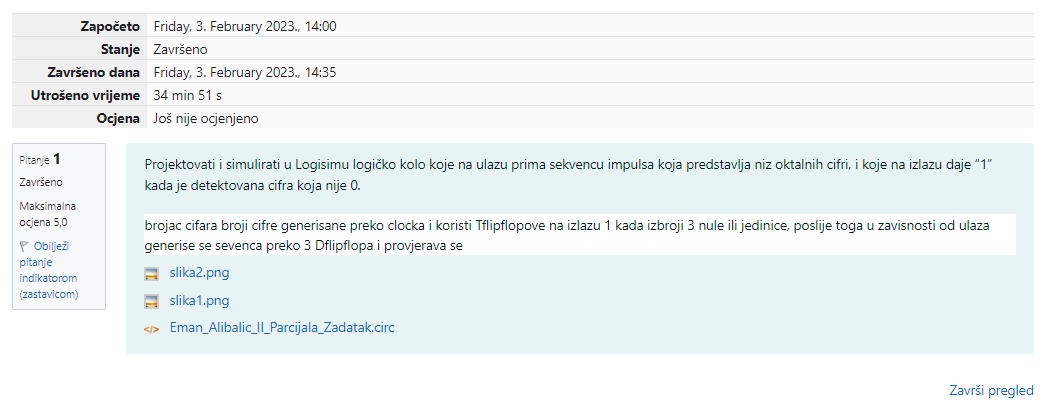 Započeto Friday, 3. February 2023., 14:00
Stanje Završeno
Završeno dana Friday, 3. February 2023., 14:35
Utrošeno vrijeme 34 min 51 s
Ocjena Još nije ocjenjeno
Pitanje 1
Završeno
Maksimalna
ocjena 5,0
Obilježi
pitanje
indikatorom
(zastavicom)
Projektovati i simulirati u Logisimu logičko kolo koje na ulazu prima sekvencu impulsa koja predstavlja niz oktalnih cifri, i koje na izlazu daje “1”
kada je detektovana cifra koja nije 0.
brojac cifara broji cifre generisane preko clocka i koristi Tflipflopove na izlazu 1 kada izbroji 3 nule ili jedinice, poslije toga u zavisnosti od ulaza
generise se sevenca preko 3 Dflipflopa i provjerava se
slika2.png
slika1.png
Eman_Alibalic_II_Parcijala_Zadatak.circ
Završi pregled